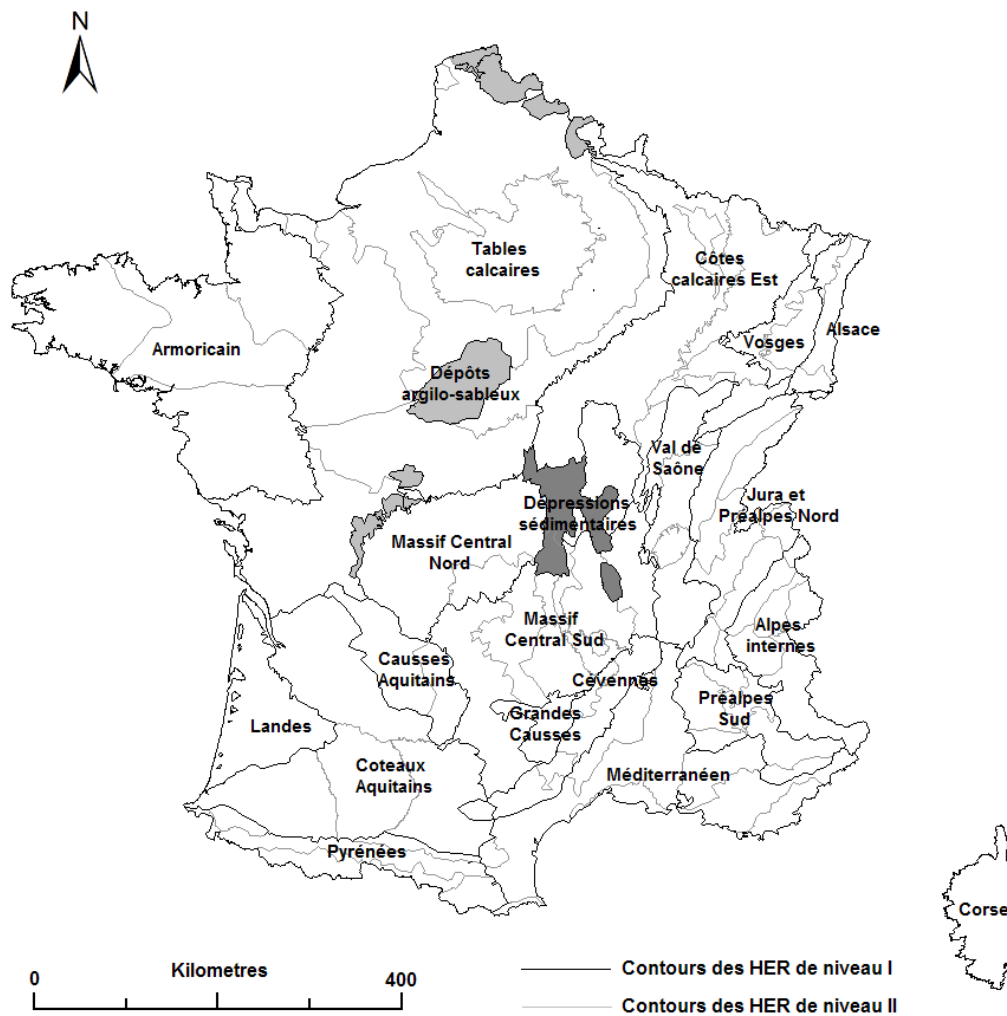 N
Tables
calcaires
Côtes
calcaires Est
Alsace
Vosges
Armoricain
Dépôts
argilo-sableux
Val de
Saône
Dépressions
sédimentaires
Jura et
Préalpes Nord
Massif Central
Nord
Massif
Central Sud
Alpes
internes
Causses
Aquitains
Cévennes
Préalpes
Sud
Landes
Grandes
Causses
Coteaux
Aquitains
Méditerranéen
Pyrénées
Corse
0
Kilometres
400
Contours des HER de niveau I
Contours des HER de niveau II